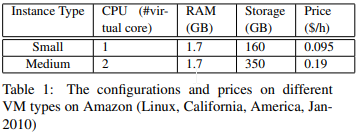 Instance Type CPU (#vir- RAM Storage Price
tual core) (GB) (GB) ($/h)
Small 1 1.7 160 0.095
Medium 2 1.7 350 0.19
Table 1: The configurations and prices on different
VM types on Amazon (Linux, California, America, Jan-
2010)